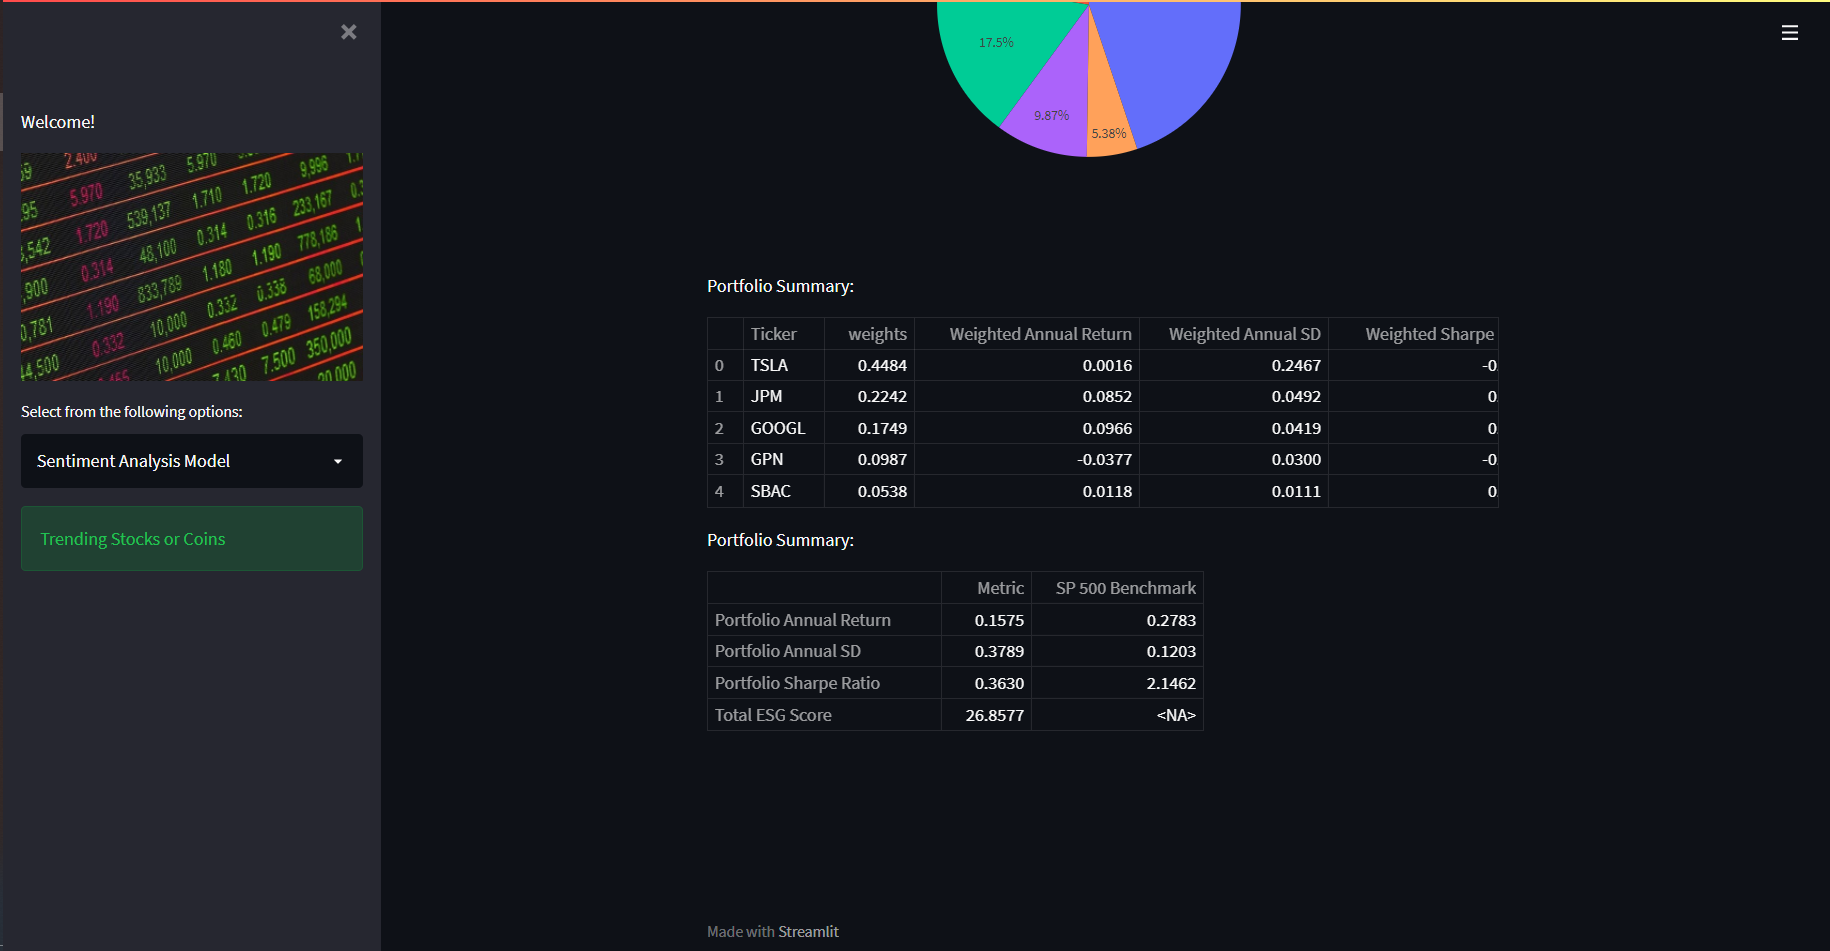 Welcome!
2.400
5.970
35,933
5.970
9,996
1.720
539,137
1.710
1.720
3,542
0.314
48,100
0.314
0.316
233,167
,900
1.190
833,789
1.180
1.190
778,186
0,781
0.332
10,000
0.332
0.338
68,000
44,500
10,000
0.460
0.479
158,294
7.430
7.500
350,000
Select from the following options:
Sentiment Analysis Model
Trending Stocks or Coins
17.5%
9.87%
5.38%
Portfolio Summary:
Ticker weights Weighted Annual Return Weighted Annual SD Weighted Sharpe
0 TSLA 0.4484 0.0016 0.2467 -0
1 JPM 0.2242 0.0852 0.0492 0
2 GOOGL 0.1749 0.0966 0.0419 0
3 GPN 0.0987 -0.0377 0.0300 -0
4 SBAC 0.0538 0.0118 0.0111 0
Portfolio Summary:
Metric SP 500 Benchmark
Portfolio Annual Return 0.1575 0.2783
Portfolio Annual SD 0.3789 0.1203
Portfolio Sharpe Ratio 0.3630 2.1462
Total ESG Score 26.8577 <NA>
Made with Streamlit